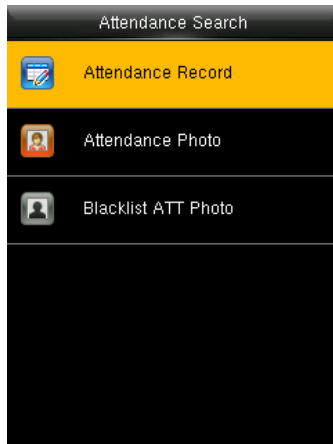 Attendance Search
Attendance Record
Attendance Photo
Blacklist ATT Photo